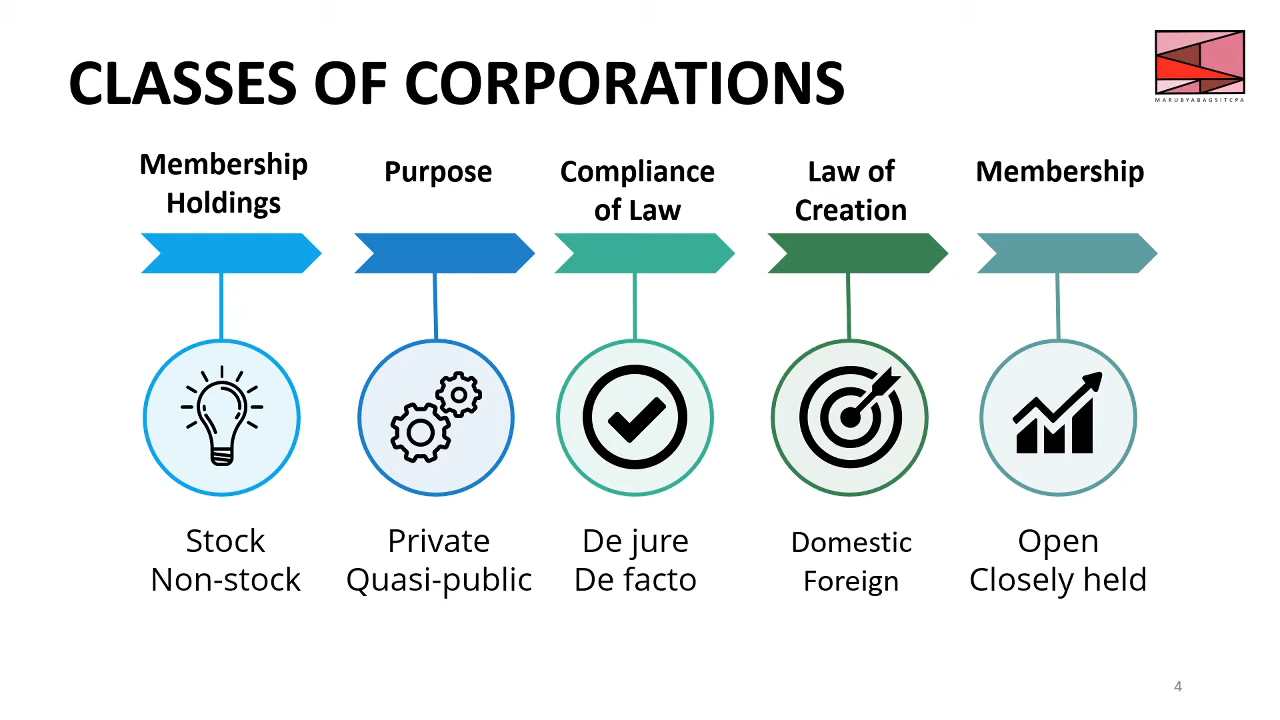 CLASSES OF CORPORATIONS
MARUBYABAGSITCPA
Membership
Holdings
Purpose
Compliance
of Law
Law of
Creation
Membership
Stock
Non-stock
Private
Quasi-public
De jure
De facto
Domestic
Foreign
Open
Closely held
4